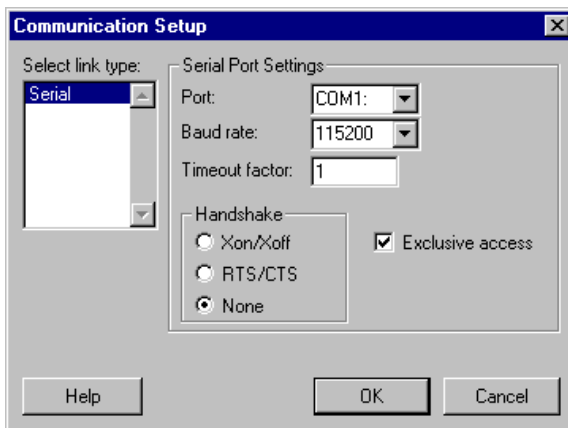 Communication Setup
Select link type:
Serial
Serial Port Settings
Port: COM1:
Baud rate: 115200
Timeout factor: 1
Handshake
Xon/Xoff
RTS/CTS
None
Exclusive access
Help OK Cancel